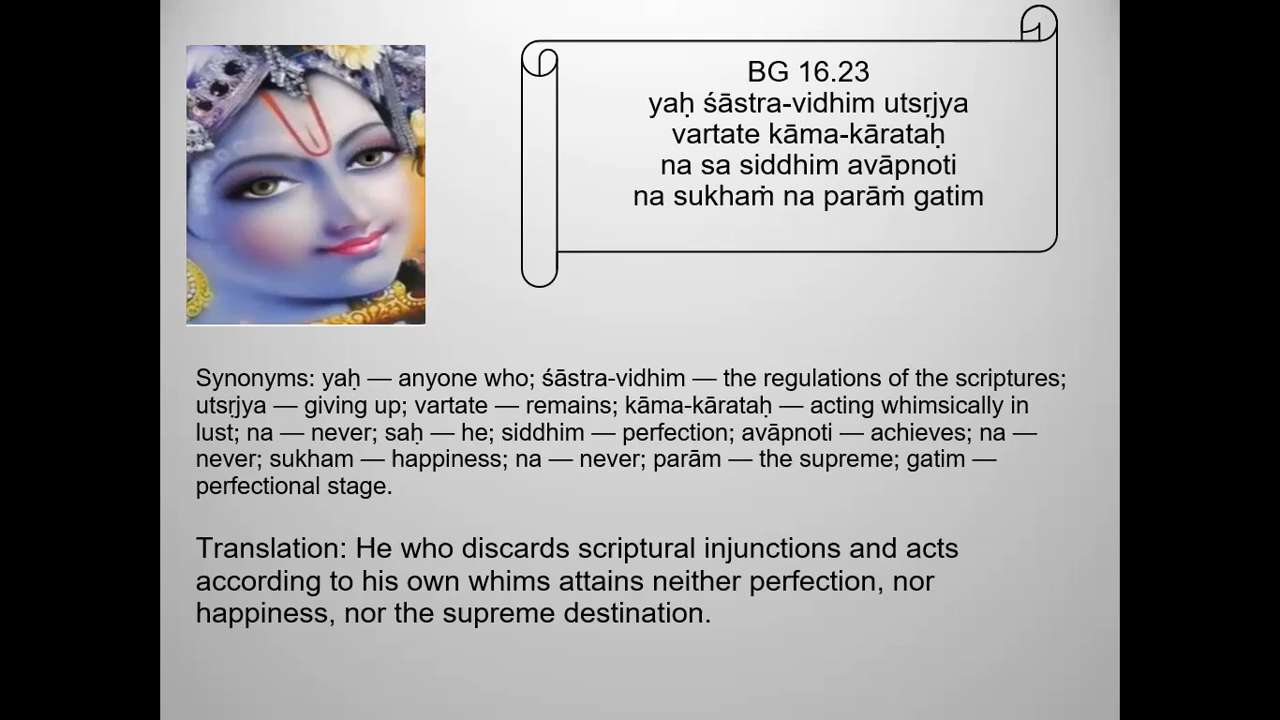 BG 16.23
yaḥ śāstra-vidhim utsṛjya
vartate kāma-kārataḥ
na sa siddhim avāpnoti
na sukhaṁ na parāṁ gatim
Synonyms: yaḥ — anyone who; śāstra-vidhim — the regulations of the scriptures;
utsṛjya — giving up; vartate — remains; kāma-kārataḥ — acting whimsically in
lust; na — never; saḥ — he; siddhim — perfection; avāpnoti — achieves; na —
never; sukham — happiness; na — never; parām — the supreme; gatim —
perfectional stage.
Translation: He who discards scriptural injunctions and acts
according to his own whims attains neither perfection, nor
happiness, nor the supreme destination.